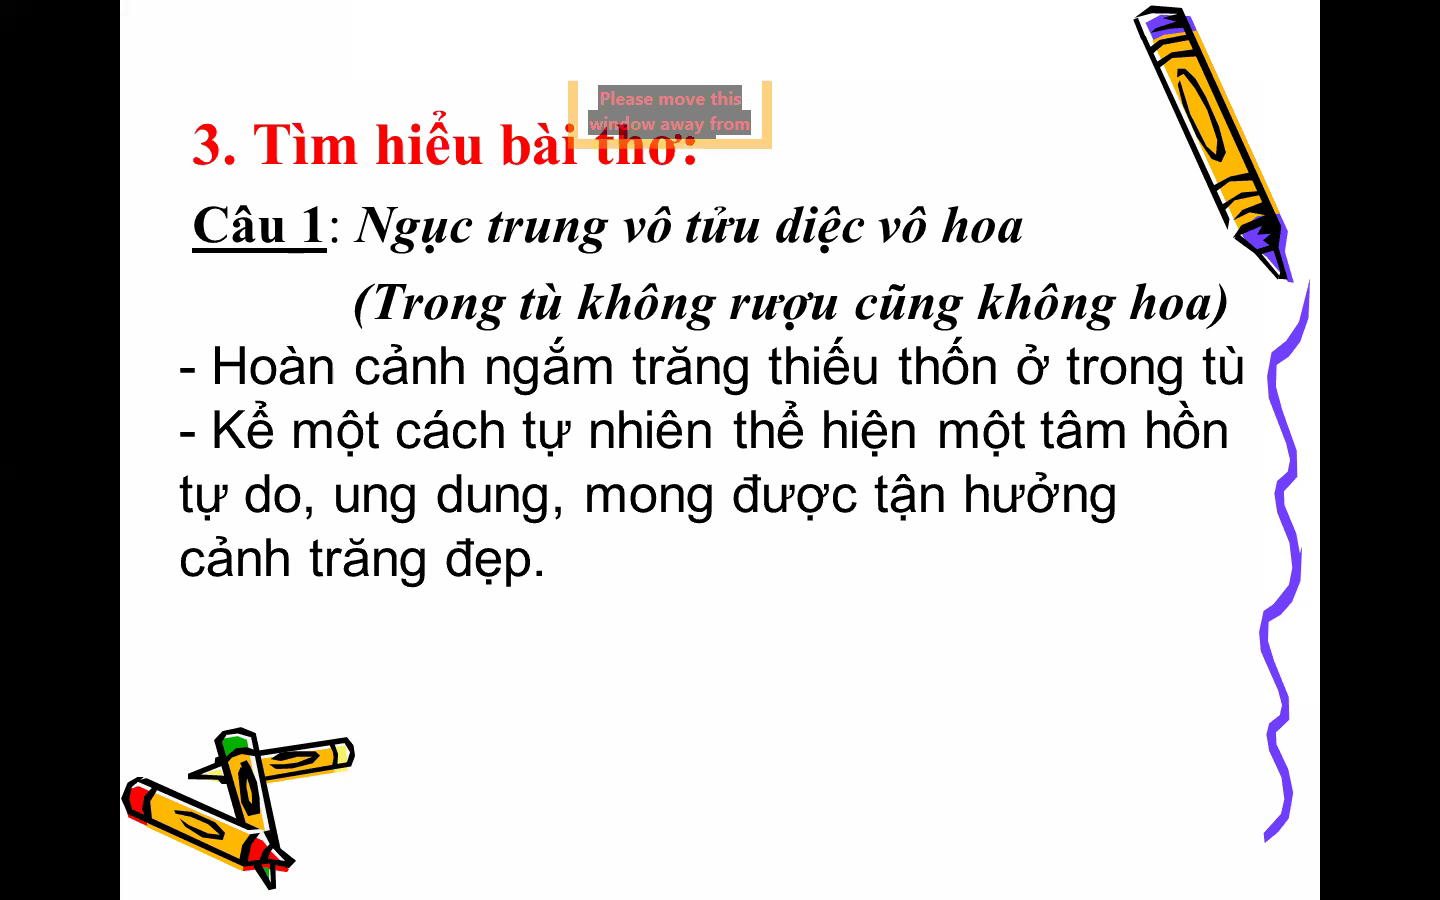 Please move this
window away from
3. Tìm hiểu bài thơ:
Câu 1: Ngục trung vô tửu diệc vô hoa
(Trong tù không rượu cũng không hoa)
- Hoàn cảnh ngắm trăng thiếu thốn ở trong tù
- Kể một cách tự nhiên thể hiện một tâm hồn
tự do, ung dung, mong được tận hưởng
cảnh trăng đẹp.